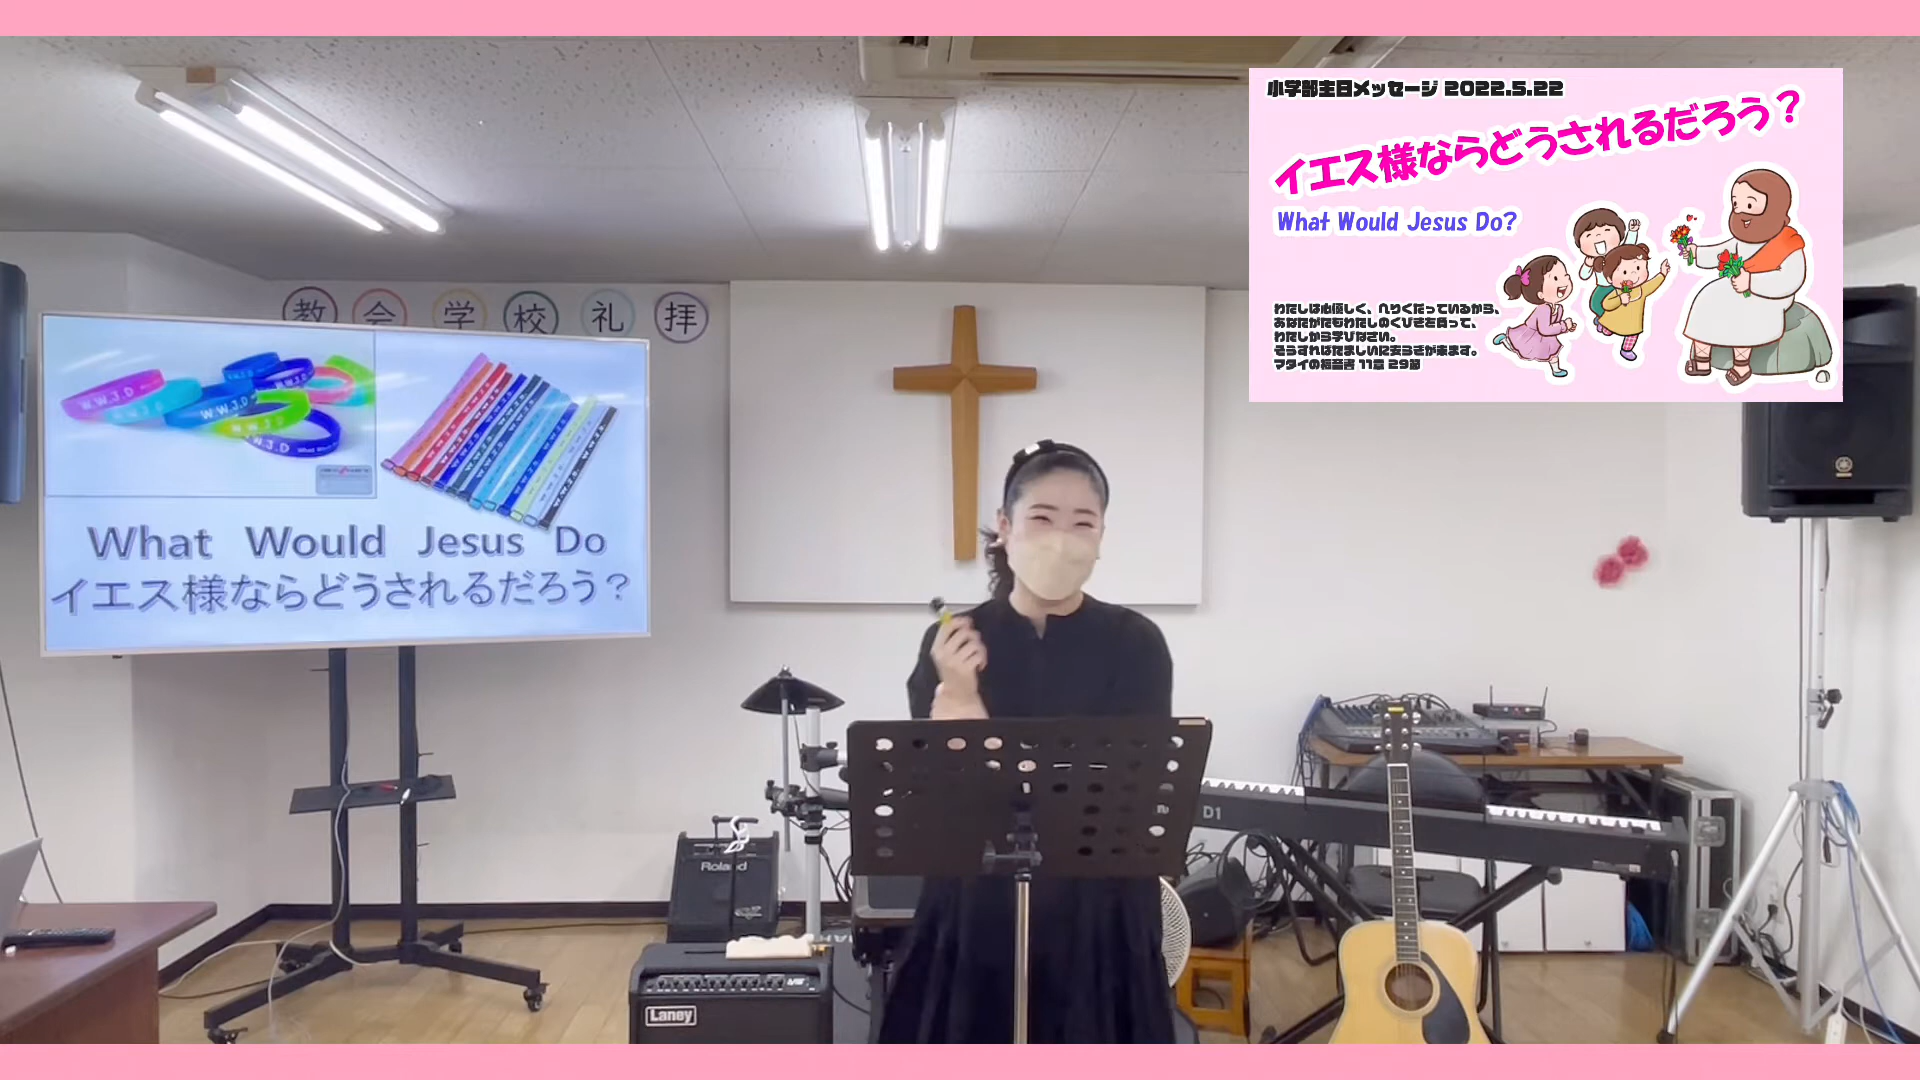 小学部主日メッセージ 2022.5.22
イエス様ならどうされるだろう？
What Would Jesus Do?
わたしは心優しく、へりくだっているから、
あなたがたもわたしのくびきを負って、
わたしから学びなさい。
そうすればたましいに安らぎが来ます。
マタイの福音書 11章 29節
教会学校礼拝
W.W.J.D
W.W.J.D
W.W.J.D
What Would Jesus Do
イエス様ならどうされるだろう？
Roland
Laney
D1